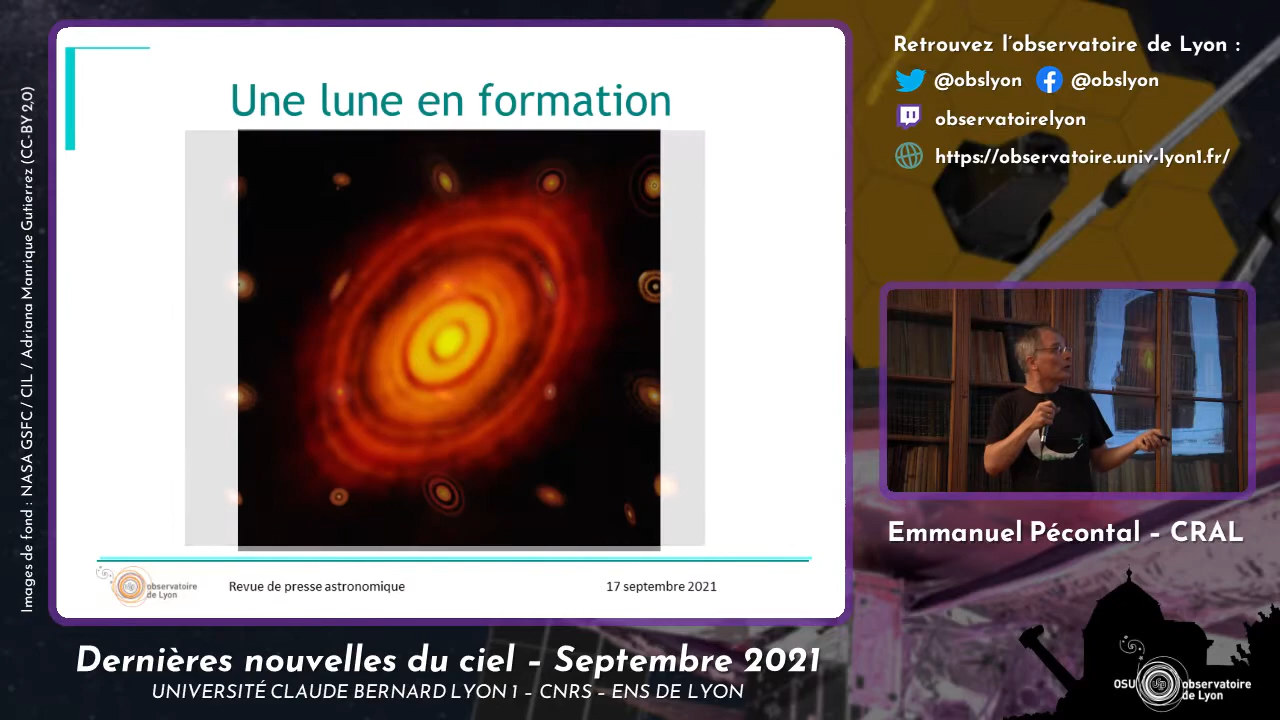 Images de fond : NASA GSFC / CIL / Adriana Manrique Gutierrez (CC-BY 2,0)
Une lune en formation
observatoire
de Lyon
Revue de presse astronomique
17 septembre 2021
Retrouvez l'observatoire de Lyon :
@obslyon @obslyon
observatoirelyon
https://observatoire.univ-lyon1.fr/
Emmanuel Pécontal – CRAL
Dernières nouvelles du ciel – Septembre 2021
UNIVERSITÉ CLAUDE BERNARD LYON 1 – CNRS – ENS DE LYON
OSU observatoire
de Lyon